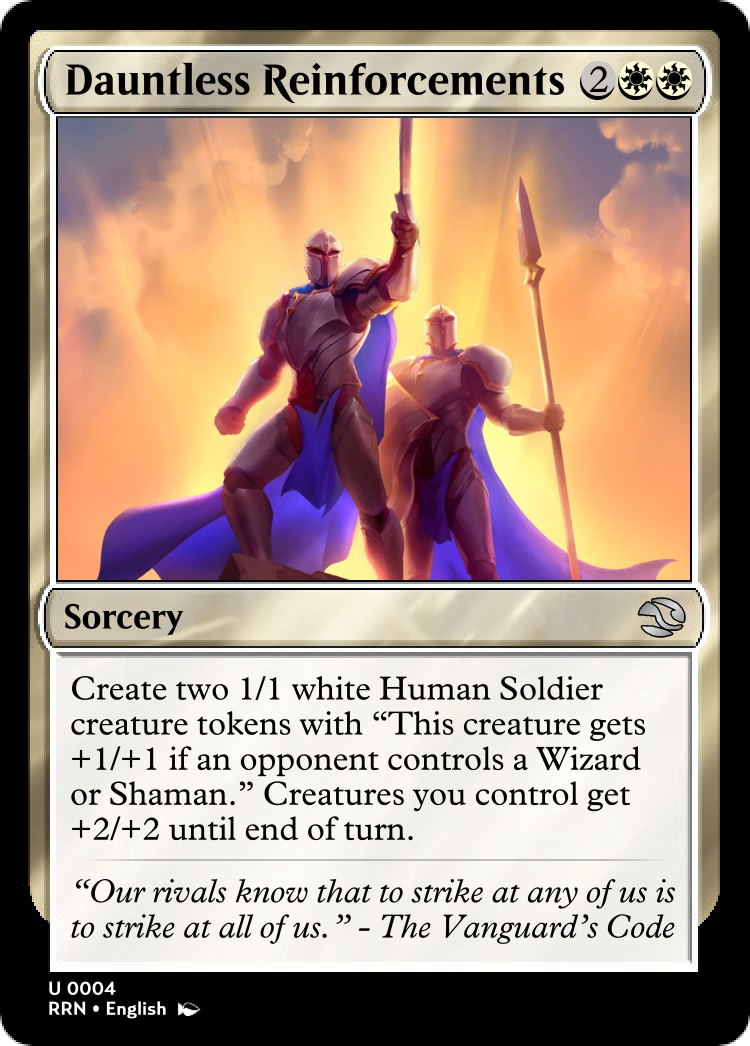 Dauntless Reinforcements 2
Sorcery
Create two 1/1 white Human Soldier
creature tokens with “This creature gets
+1/+1 if an opponent controls a Wizard
or Shaman.” Creatures you control get
+2/+2 until end of turn.
“Our rivals know that to strike at any of us is
to strike at all of us.” - The Vanguard’s Code
U 0004
RRN • English